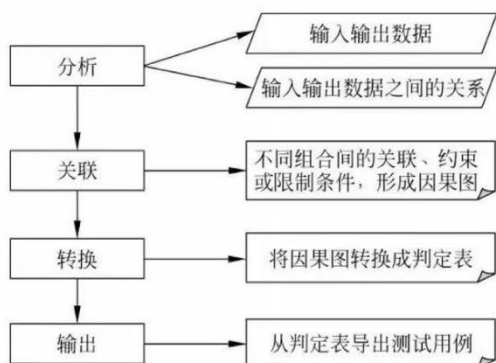 输入输出数据
分析
输入输出数据之间的关系
关联
不同组合间的关联、约束
或限制条件，形成因果图
转换
将因果图转换成判定表
输出
从判定表导出测试用例